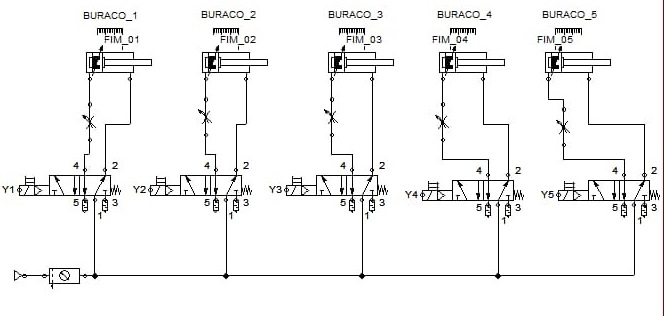 BURACO_1 BURACO_2 BURACO_3 BURACO_4 BURACO_5
FIM_01 FIM_02 FIM_03 FIM_04 FIM_05
4 2 4 2 4 2 4 2 4 2
Y1 Y2 Y3 Y4 Y5
5 3 5 3 5 3 5 3 5 3
1 1 1 1 1